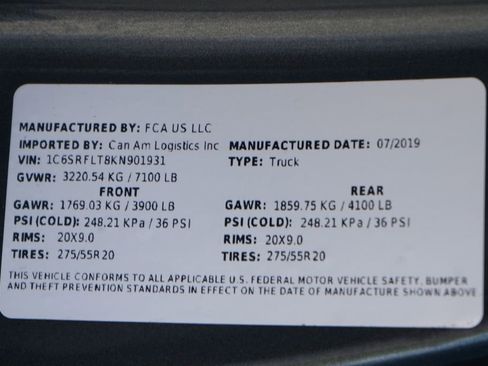 MANUFACTURED BY: FCA US LLC
IMPORTED BY: Can Am Logistics Inc MANUFACTURED DATE: 07/2019
VIN: 1C6SRFLT8KN901931 TYPE: Truck
GVWR: 3220.54 KG / 7100 LB
FRONT REAR
GAWR: 1769.03 KG / 3900 LB GAWR: 1859.75 KG / 4100 LB
PSI (COLD): 248.21 KPa / 36 PSI PSI (COLD): 248.21 KPa / 36 PSI
RIMS: 20X9.0 RIMS: 20X9.0
TIRES: 275/55R20 TIRES: 275/55R20
THIS VEHICLE CONFORMS TO ALL APPLICABLE U.S. FEDERAL MOTOR VEHICLE SAFETY, BUMPER
AND THEFT PREVENTION STANDARDS IN EFFECT ON THE DATE OF MANUFACTURE SHOWN ABOVE